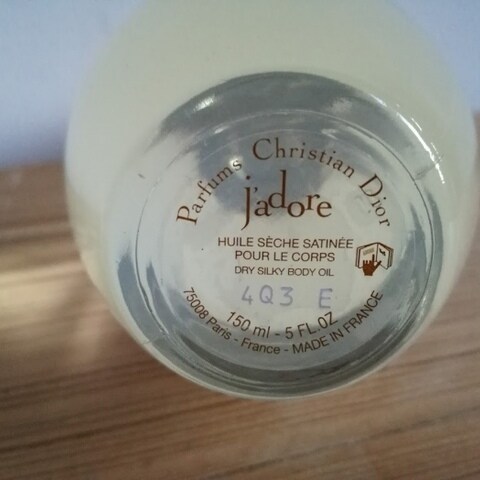 Parfums Christian Dior
j'adore
HUILE SÈCHE SATINÉE
POUR LE CORPS
DRY SILKY BODY OIL
4Q3 E
150 ml - 5 FL.OZ
75008 Paris - France - MADE IN FRANCE